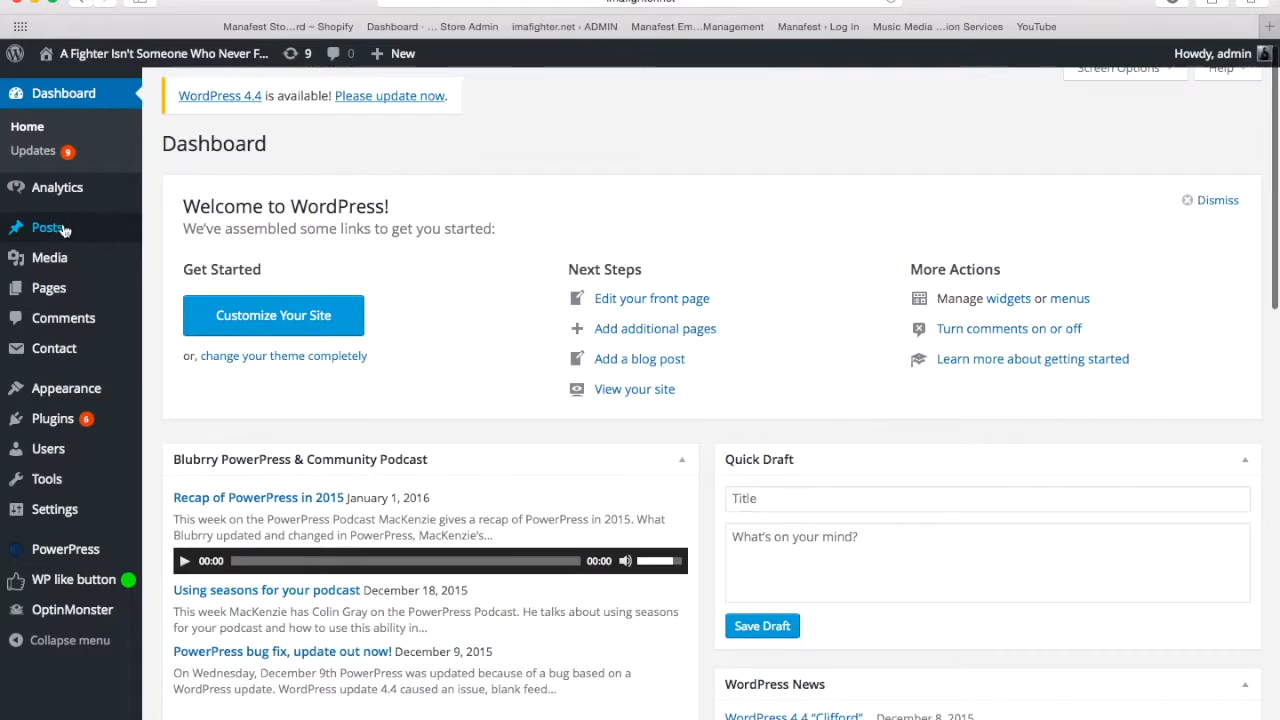 Manafest Sto...rd ~ Shopify
Dashboard · ... Store Admin
imafighter.net › ADMIN
Manafest Em...Management
Manafest › Log In
Music Media ...ion Services
YouTube
A Fighter Isn't Someone Who Never F...
9
0
New
Howdy, admin
Screen Options
Help
Dashboard
Home
Updates 9
Analytics
Posts
Media
Pages
Comments
Contact
Appearance
Plugins 6
Users
Tools
Settings
PowerPress
WP like button
OptinMonster
Collapse menu
WordPress 4.4 is available! Please update now.
Dashboard
Welcome to WordPress!
We've assembled some links to get you started:
Dismiss
Get Started
Customize Your Site
or, change your theme completely
Next Steps
Edit your front page
Add additional pages
Add a blog post
View your site
More Actions
Manage widgets or menus
Turn comments on or off
Learn more about getting started
Blubrry PowerPress & Community Podcast
Recap of PowerPress in 2015 January 1, 2016
This week on the PowerPress Podcast MacKenzie gives a recap of PowerPress in 2015. What
Blubrry updated and changed in PowerPress, MacKenzie's...
00:00
00:00
Using seasons for your podcast December 18, 2015
This week MacKenzie has Colin Gray on the PowerPress Podcast. He talks about using seasons
for your podcast and how to use this ability in...
PowerPress bug fix, update out now! December 9, 2015
On Wednesday, December 9th PowerPress was updated because of a bug based on a
WordPress update. WordPress update 4.4 caused an issue, blank feed...
Quick Draft
Title
What's on your mind?
Save Draft
WordPress News
WordPress 4.4 "Clifford" December 8, 2015